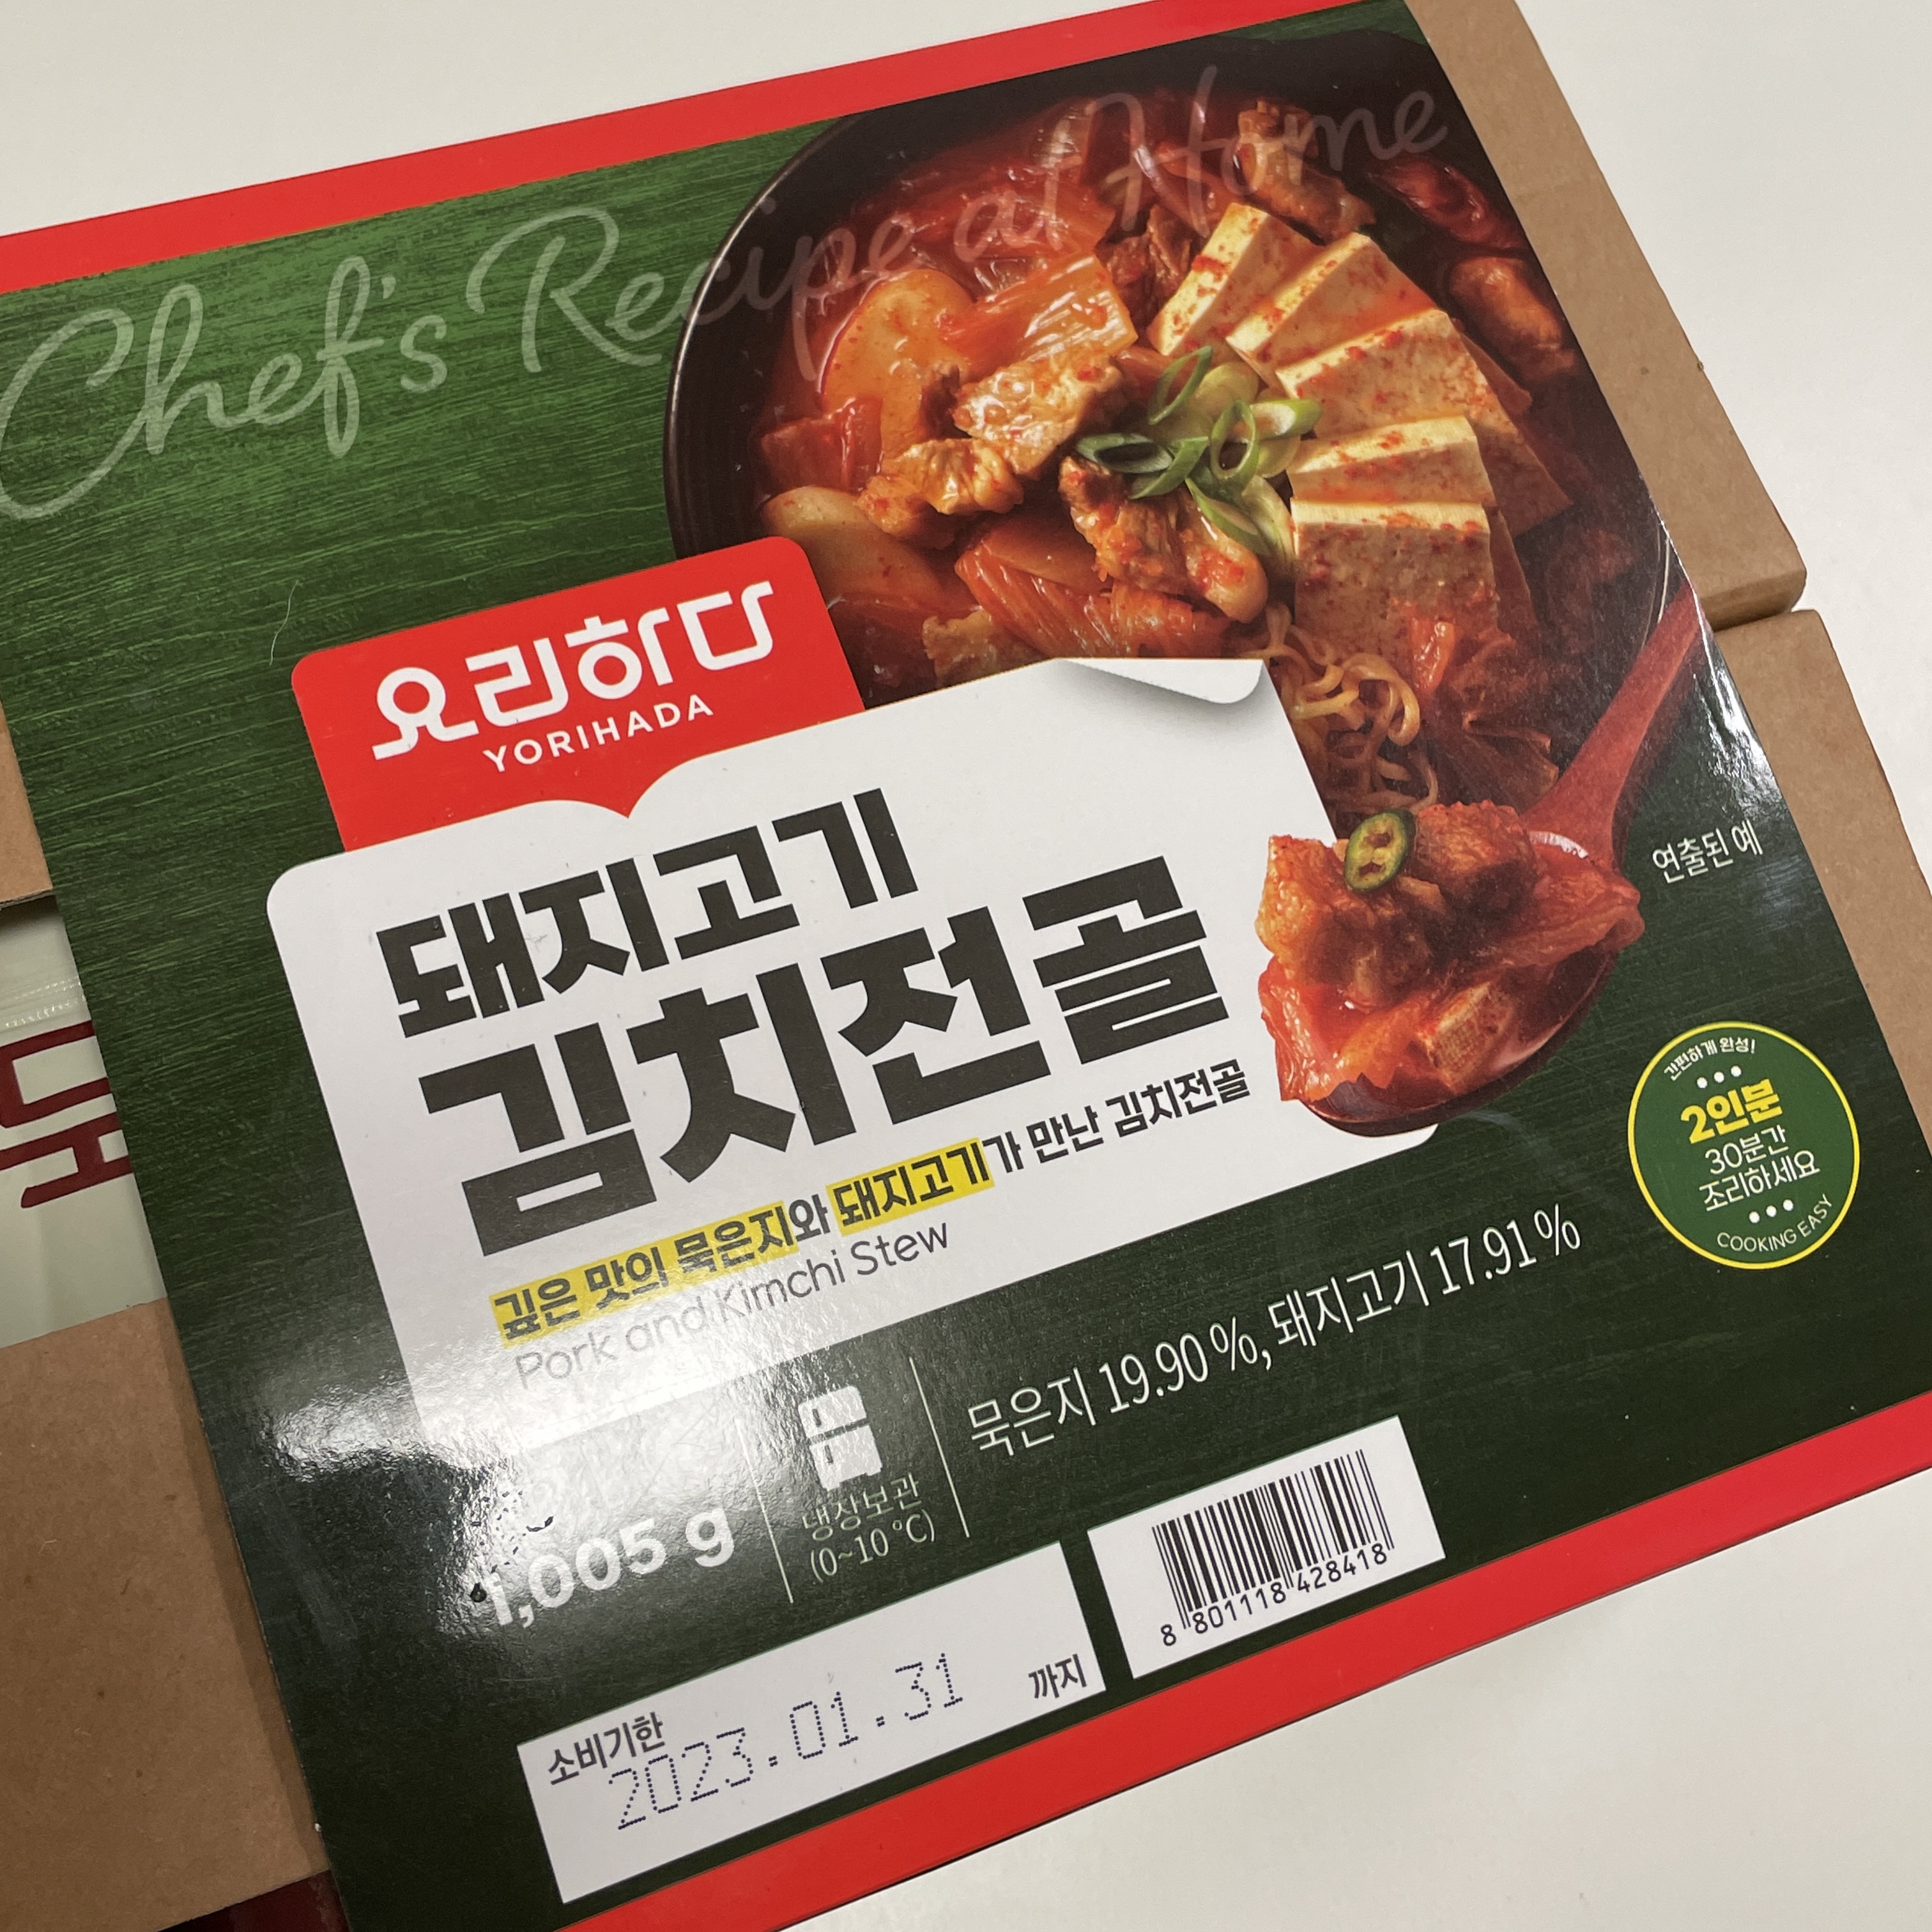 Chef's Recipe at Home
요리하다
YORIHADA
돼지고기
김치전골
깊은 맛의 묵은지와 돼지고기가 만난 김치전골
Pork and Kimchi Stew
연출된 예
간편하게 완성!
2인분
30분간
조리하세요
COOKING EASY
1,005 g
냉장보관
(0~10 ℃)
묵은지 19.90 %, 돼지고기 17.91 %
소비기한
2023.01.31
까지
8 801118 428418